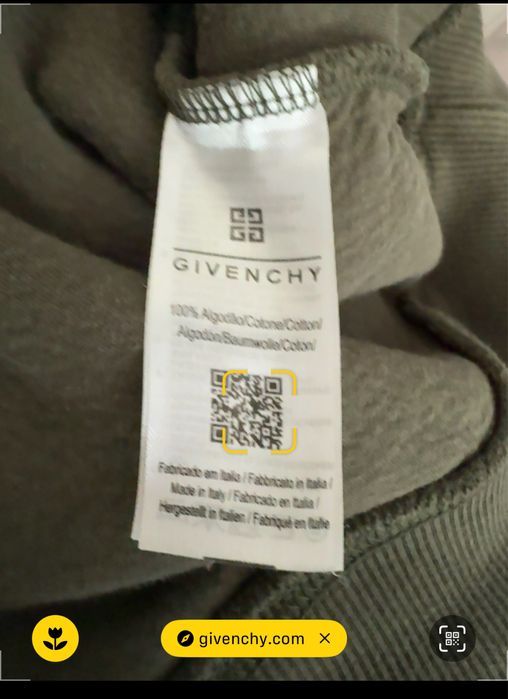 GIVENCHY
100% Algodão/Cotone/Cotton/
Algodón/Baumwolle/Coton/
Fabricado em Italia / Fabbricato in Italia /
Made in Italy / Fabricado en Italia /
Hergestellt in Italien / Fabriqué en Italie
givenchy.com